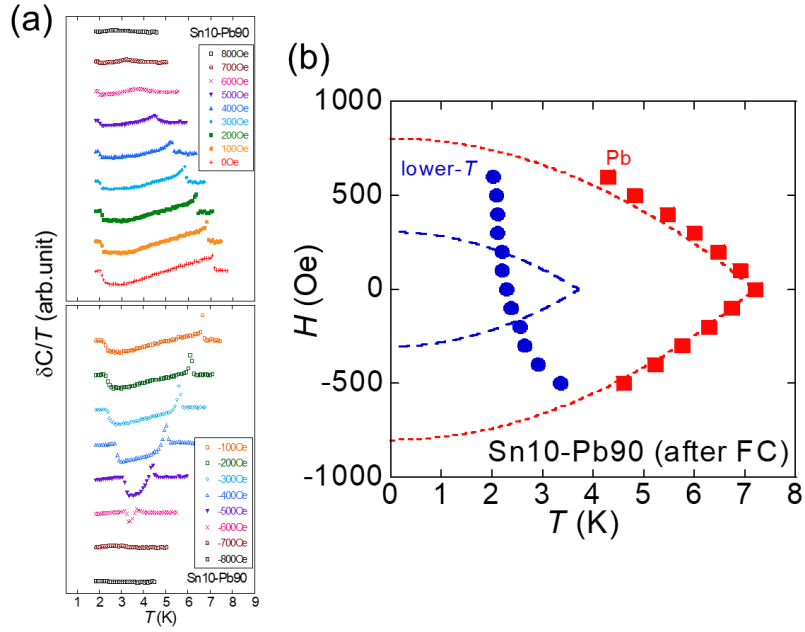 (a)
Sn10-Pb90
800Oe
700Oe
600Oe
500Oe
400Oe
300Oe
200Oe
100Oe
0Oe
δC/T (arb.unit)
-100Oe
-200Oe
-300Oe
-400Oe
-500Oe
-600Oe
-700Oe
-800Oe
Sn10-Pb90
1 2 3 4 5 6 7 8 9
T(K)
(b)
1000
500
0
-500
-1000
H (Oe)
Pb
lower-T
Sn10-Pb90 (after FC)
0 1 2 3 4 5 6 7 8
T (K)